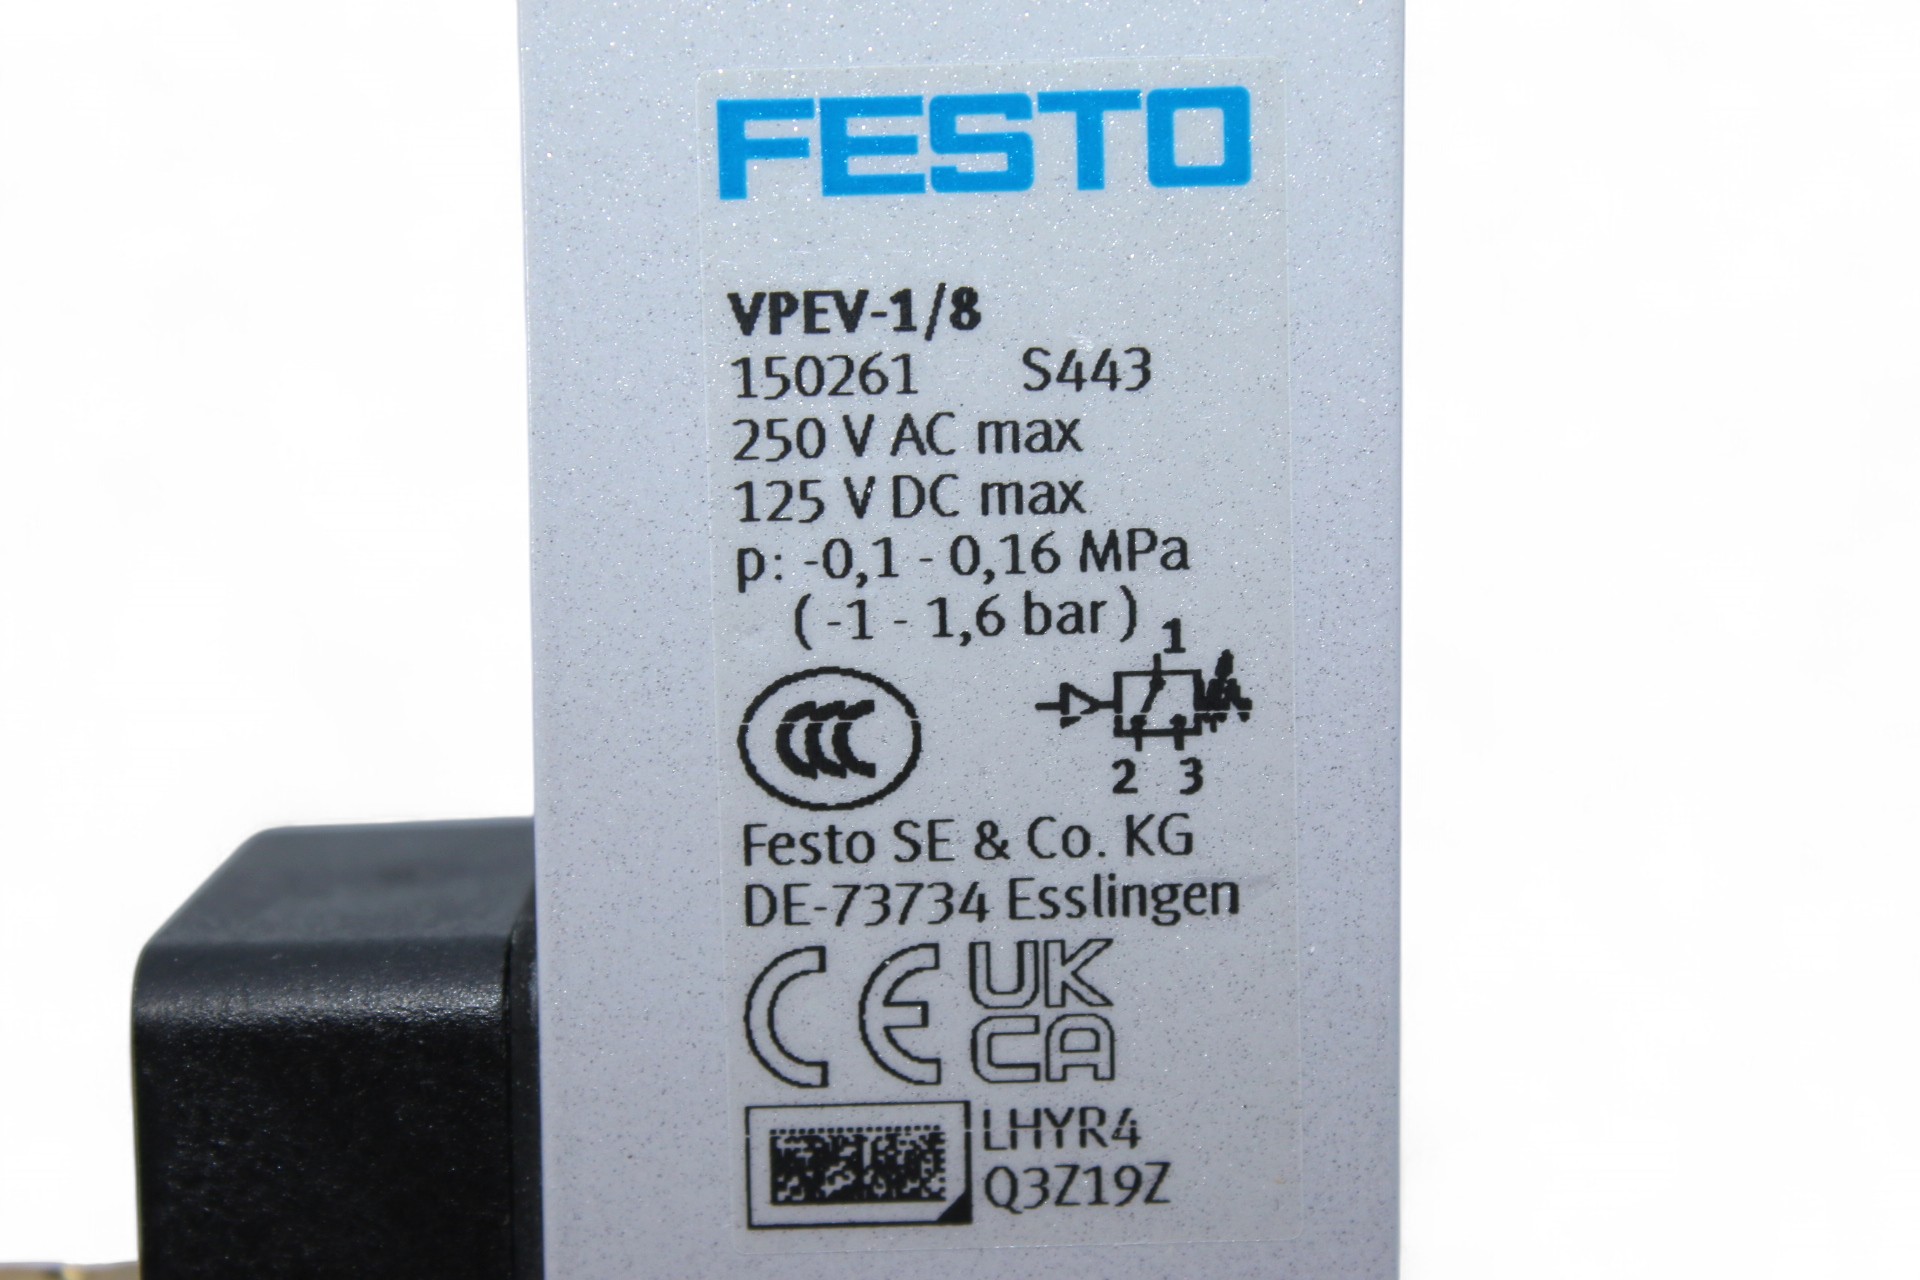 FESTO
VPEV-1/8
150261 S443
250 V AC max
125 V DC max
p: -0,1 - 0,16 MPa
( -1 - 1,6 bar )
1
CCC
2 3
Festo SE & Co. KG
DE-73734 Esslingen
CE UK
CA
LHYR4
Q3Z19Z